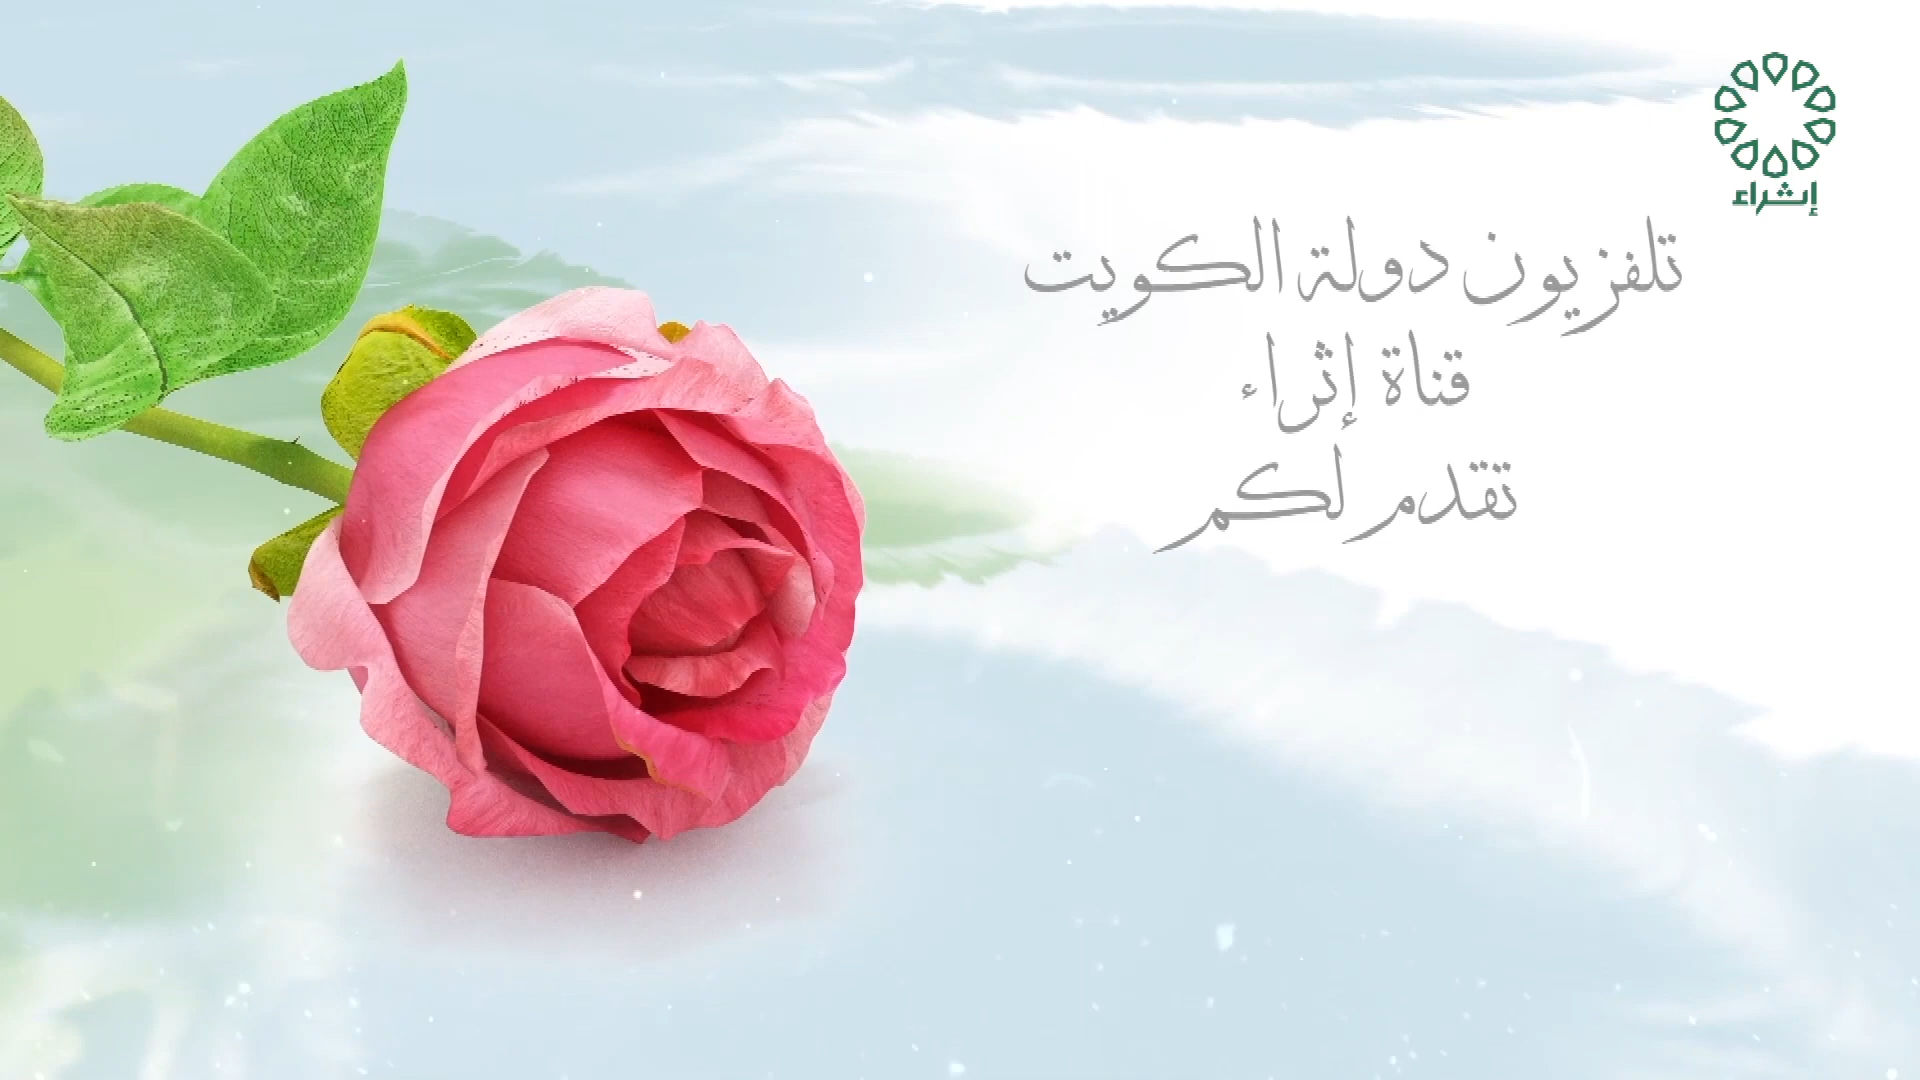 إثراء
تلفزيون دولة الكويت
قناة إثراء
تقدم لكم